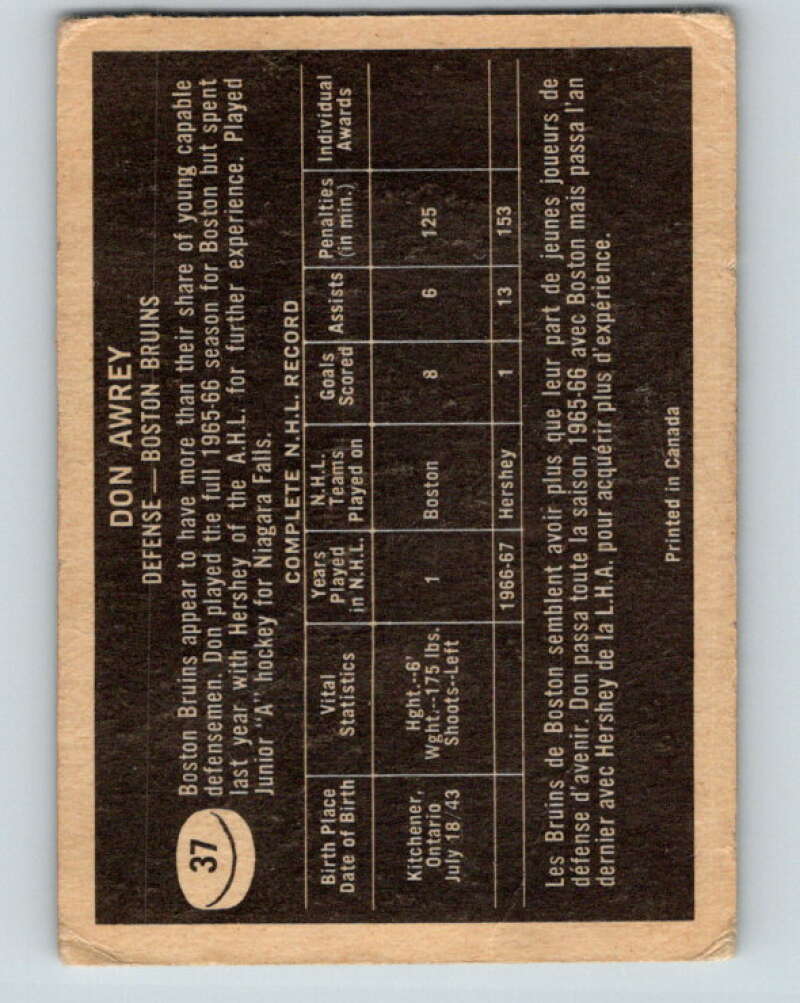 DON AWREY
DEFENSE — BOSTON BRUINS
37
Boston Bruins appear to have more than their share of young capable
defensemen. Don played the full 1965-66 season for Boston but spent
last year with Hershey of the A.H.L. for further experience. Played
Junior "A" hockey for Niagara Falls.
COMPLETE N.H.L. RECORD
Birth Place Date of Birth | Vital Statistics | Years Played in N.H.L. | N.H.L. Teams Played on | Goals Scored | Assists | Penalties (in min.) | Individual Awards
Kitchener, Ontario July 18/43 | Hght.--6' Wght.--175 lbs. Shoots--Left | 1 | Boston | 8 | 6 | 125
1966-67 | Hershey | 1 | 13 | 153
Les Bruins de Boston semblent avoir plus que leur part de jeunes joueurs de
défense d'avenir. Don passa toute la saison 1965-66 avec Boston mais passa l'an
dernier avec Hershey de la L.H.A. pour acquérir plus d'expérience.
Printed in Canada